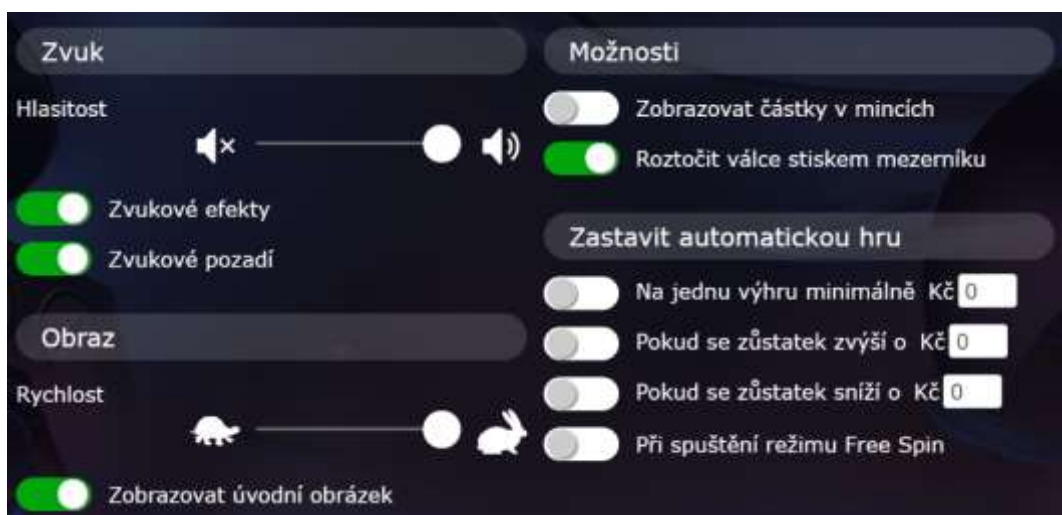 Zvuk
Hlasitost
Zvukové efekty
Zvukové pozadí
Obraz
Rychlost
Zobrazovat úvodní obrázek
Možnosti
Zobrazovat částky v mincích
Roztočit válce stiskem mezerníku
Zastavit automatickou hru
Na jednu výhru minimálně Kč 0
Pokud se zůstatek zvýší o Kč 0
Pokud se zůstatek sníží o Kč 0
Při spuštění režimu Free Spin